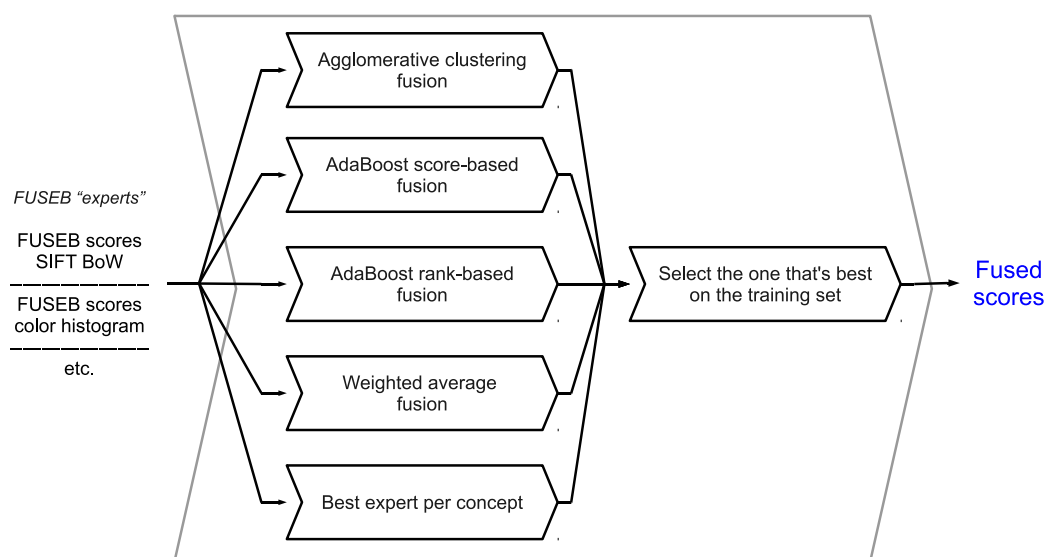 FUSEB “experts”
FUSEB scores
SIFT BoW
FUSEB scores
color histogram
etc.
Agglomerative clustering
fusion
AdaBoost score-based
fusion
AdaBoost rank-based
fusion
Weighted average
fusion
Best expert per concept
Select the one that's best
on the training set
Fused
scores